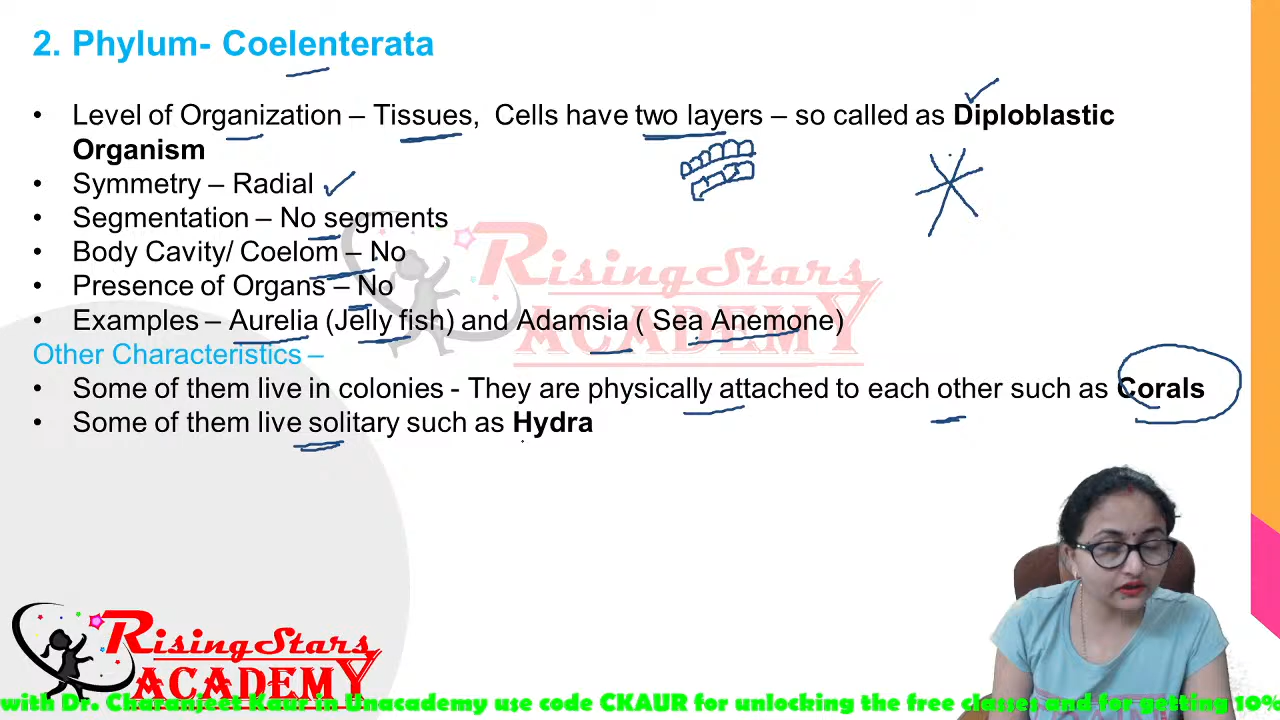 2. Phylum- Coelenterata
• Level of Organization – Tissues, Cells have two layers – so called as Diploblastic
Organism
• Symmetry – Radial
• Segmentation – No segments
• Body Cavity/ Coelom – No
• Presence of Organs – No
• Examples – Aurelia (Jelly fish) and Adamsia ( Sea Anemone)
Other Characteristics –
• Some of them live in colonies - They are physically attached to each other such as Corals
• Some of them live solitary such as Hydra
Rising Stars
ACADEMY
Rising Stars
ACADEMY
with Dr. Charanjeet Kaur in Unacademy use code CKAUR for unlocking the free classes and for getting 10%